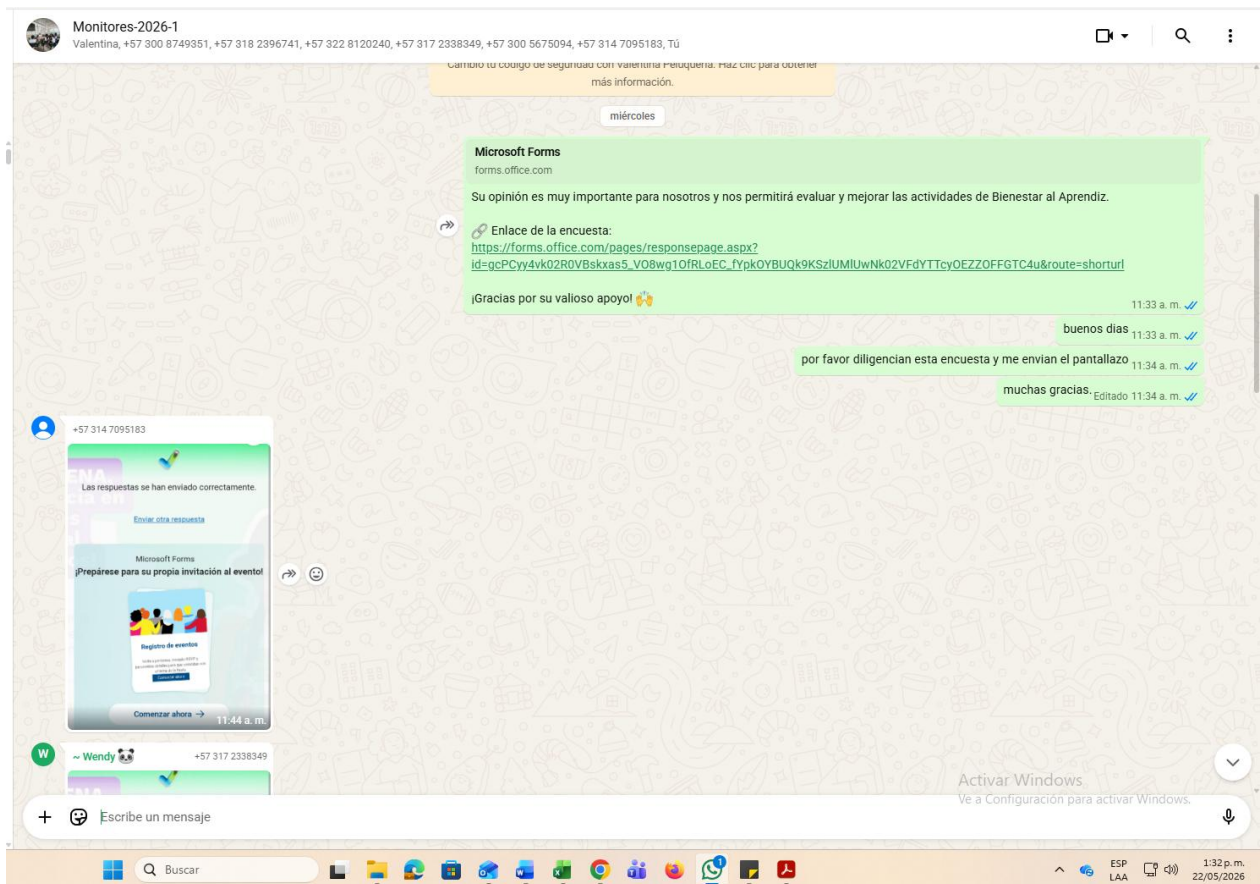 Monitores-2026-1
Valentina, +57 300 8749351, +57 318 2396741, +57 322 8120240, +57 317 2338349, +57 300 5675094, +57 314 7095183, Tú
Cambió tu código de seguridad con Valentina Peluquería. Haz clic para obtener
más información.
miércoles
Microsoft Forms
forms.office.com
Su opinión es muy importante para nosotros y nos permitirá evaluar y mejorar las actividades de Bienestar al Aprendiz.
🔗 Enlace de la encuesta:
https://forms.office.com/pages/responsepage.aspx?
id=gcPCyy4vk02R0VBskxas5_VO8wg1OfRLoEC_fYpkOYBUQk9KSzlUMlUwNk02VFdYTTcyOEZZOFFGTC4u&route=shorturl
¡Gracias por su valioso apoyo! 🙌
11:33 a. m.
buenos dias 11:33 a. m.
por favor diligencian esta encuesta y me envian el pantallazo 11:34 a. m.
muchas gracias. Editado 11:34 a. m.
+57 314 7095183
Las respuestas se han enviado correctamente.
Enviar otra respuesta
Microsoft Forms
¡Prepárese para su propia invitación al evento!
Registro de eventos
Comenzar ahora
Comenzar ahora →
11:44 a. m.
W
~ Wendy 🐼 +57 317 2338349
Activar Windows
Ve a Configuración para activar Windows.
Escribe un mensaje
Buscar
1
ESP
LAA
1:32 p. m.
22/05/2026